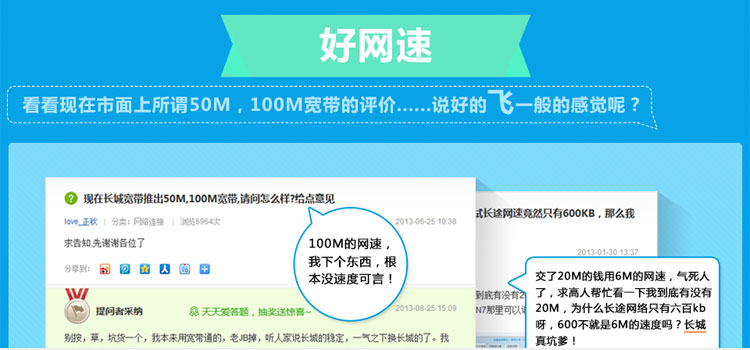 好网速
看看现在市面上所谓50M，100M宽带的评价......说好的飞一般的感觉呢？
现在长城宽带推出50M,100M宽带,请问怎么样?给点意见
love_正秋 | 分类：网络连接 | 浏览5964次 2013-06-25 10:38
求告知.先谢谢各位了
分享到：
提问者采纳 天天爱答题，抽奖送惊喜~ 2013-08-25 15:09
别按，草，坑货一个，我本来用宽带通的，老JB掉，听人家说长城的稳定，一气之下换长城的了。我
100M的网速，
我下个东西，根
本没速度可言！
试长途网速竟然只有600KB，那么我
2013-01-30 13:37
到底有没有2
N7那里可以
交了20M的钱用6M的网速，气死人
了，求高人帮忙看一下我到底有没有
20M，为什么长途网络只有六百kb
呀，600不就是6M的速度吗？长城
真坑爹！